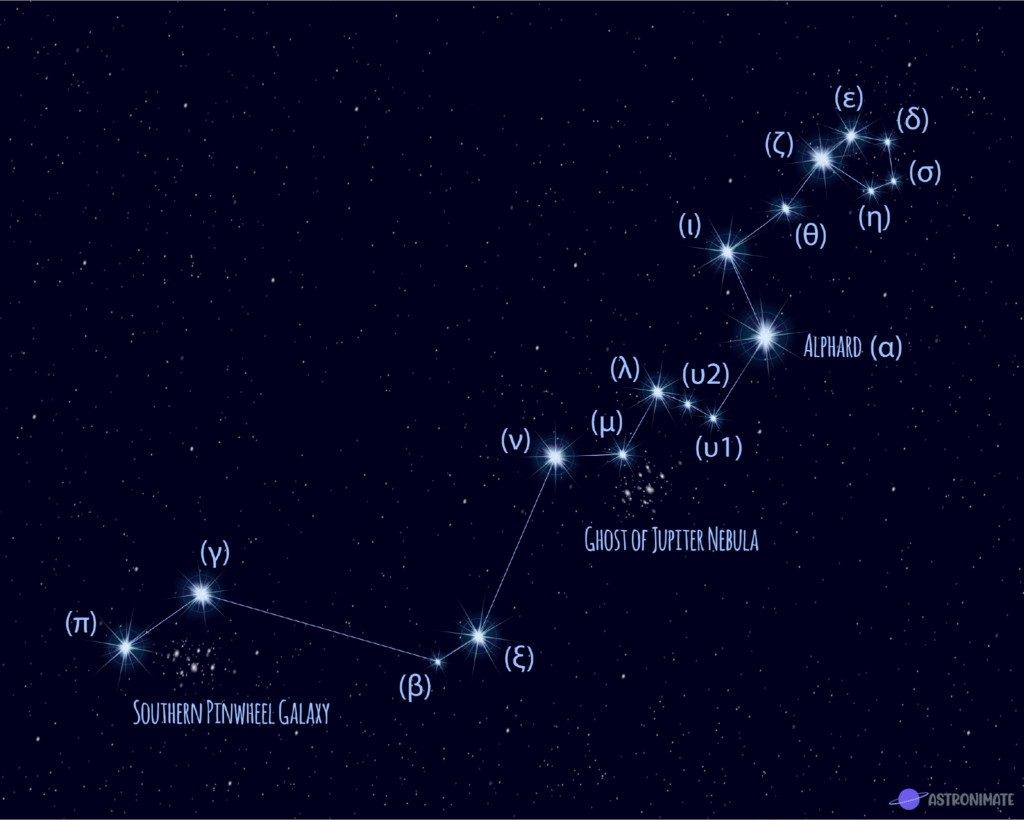 (ε)
(δ)
(ζ)
(σ)
(η)
(θ)
(ι)
Alphard (α)
(λ)
(υ2)
(μ)
(υ1)
(ν)
Ghost of Jupiter Nebula
(γ)
(π)
(ξ)
(β)
Southern Pinwheel Galaxy
ASTRONIMATE